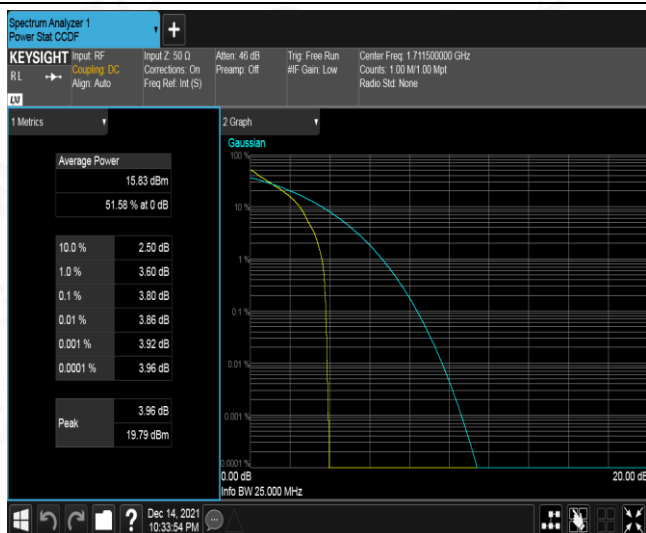 Spectrum Analyzer 1
Power Stat CCDF
+
KEYSIGHT
RL
LXI
Input: RF
Coupling: DC
Align: Auto
Input Z: 50 Ω
Corrections: On
Freq Ref: Int (S)
Atten: 46 dB
Preamp: Off
Trig: Free Run
#IF Gain: Low
Center Freq: 1.711500000 GHz
Counts: 1.00 M/1.00 Mpt
Radio Std: None
1 Metrics
Average Power
15.83 dBm
51.58 % at 0 dB
10.0 % 2.50 dB
1.0 % 3.60 dB
0.1 % 3.80 dB
0.01 % 3.86 dB
0.001 % 3.92 dB
0.0001 % 3.96 dB
Peak
3.96 dB
19.79 dBm
2 Graph
Gaussian
100 %
10 %
1 %
0.1 %
0.01 %
0.001 %
0.0001 %
0.00 dB
20.00 dB
Info BW 25.000 MHz
?
Dec 14, 2021
10:33:54 PM